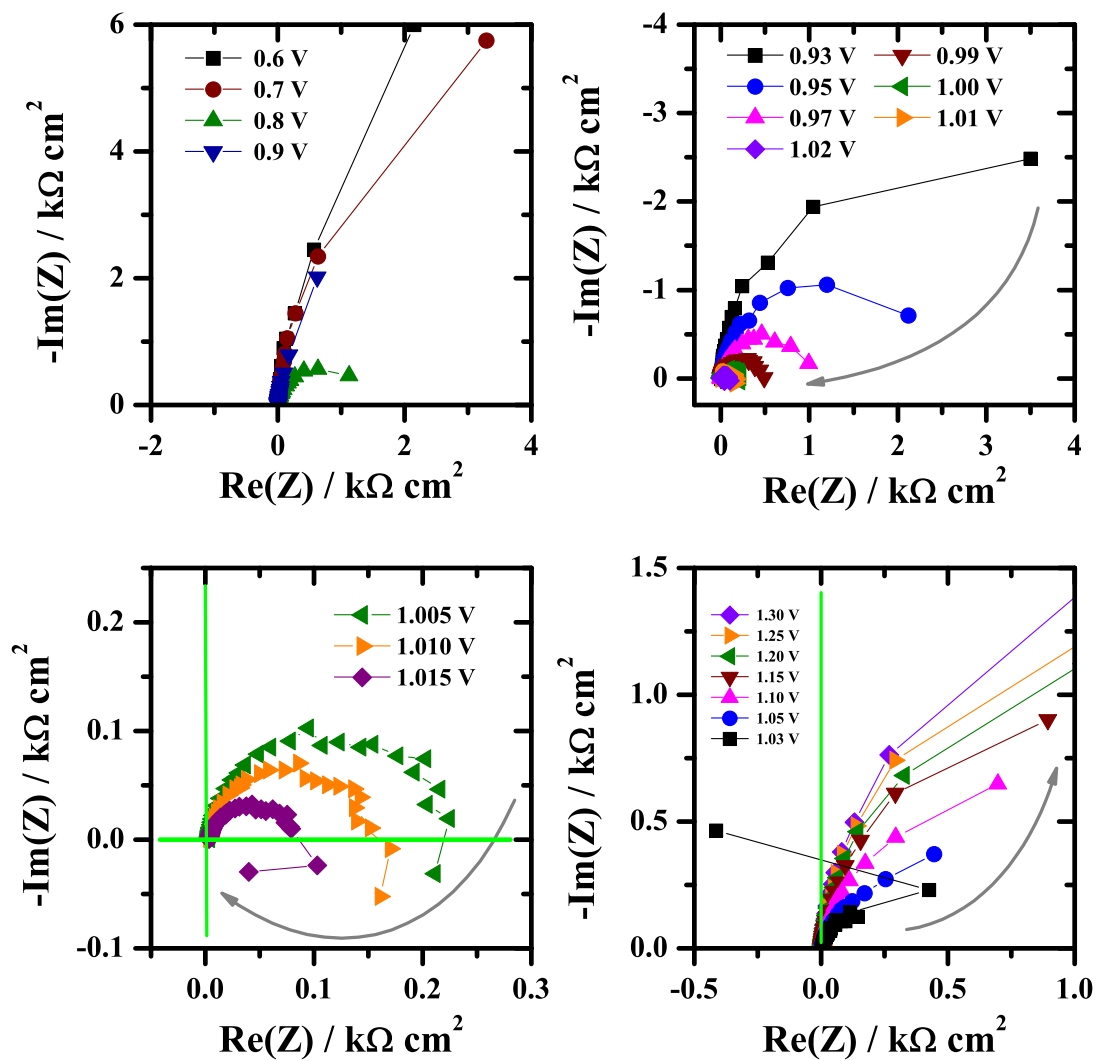 6
4
2
0
-2 0 2 4
-Im(Z) / kΩ cm²
Re(Z) / kΩ cm²
0.6 V
0.7 V
0.8 V
0.9 V
-4
-3
-2
-1
0
0 1 2 3 4
-Im(Z) / kΩ cm²
Re(Z) / kΩ cm²
0.93 V 0.99 V
0.95 V 1.00 V
0.97 V 1.01 V
1.02 V
0.2
0.1
0.0
-0.1
0.0 0.1 0.2 0.3
-Im(Z) / kΩ cm²
Re(Z) / kΩ cm²
1.005 V
1.010 V
1.015 V
1.5
1.0
0.5
0.0
-0.5 0.0 0.5 1.0
-Im(Z) / kΩ cm²
Re(Z) / kΩ cm²
1.30 V
1.25 V
1.20 V
1.15 V
1.10 V
1.05 V
1.03 V